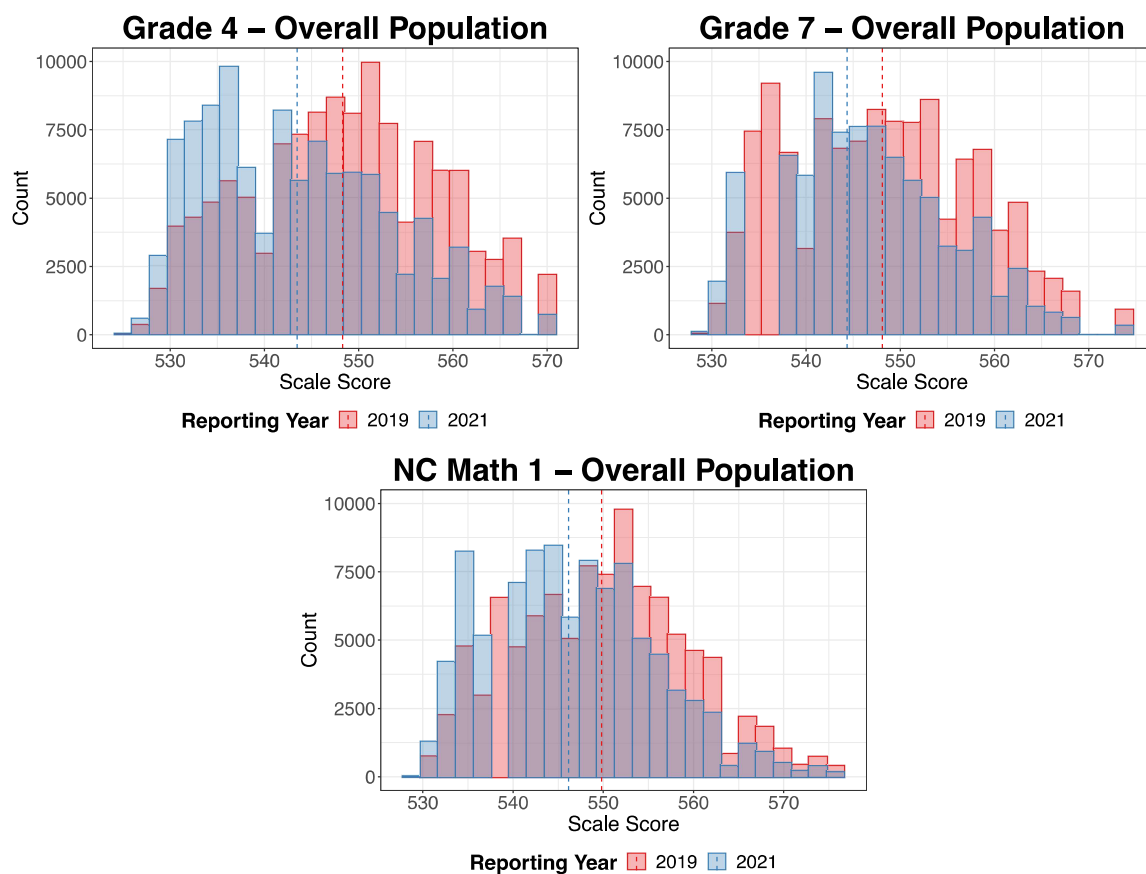 Grade 4 – Overall Population
10000
7500
5000
2500
0
Count
530
540
550
560
570
Scale Score
Reporting Year 2019 2021
Grade 7 – Overall Population
10000
7500
5000
2500
0
Count
530
540
550
560
570
Scale Score
Reporting Year 2019 2021
NC Math 1 – Overall Population
10000
7500
5000
2500
0
Count
530
540
550
560
570
Scale Score
Reporting Year 2019 2021